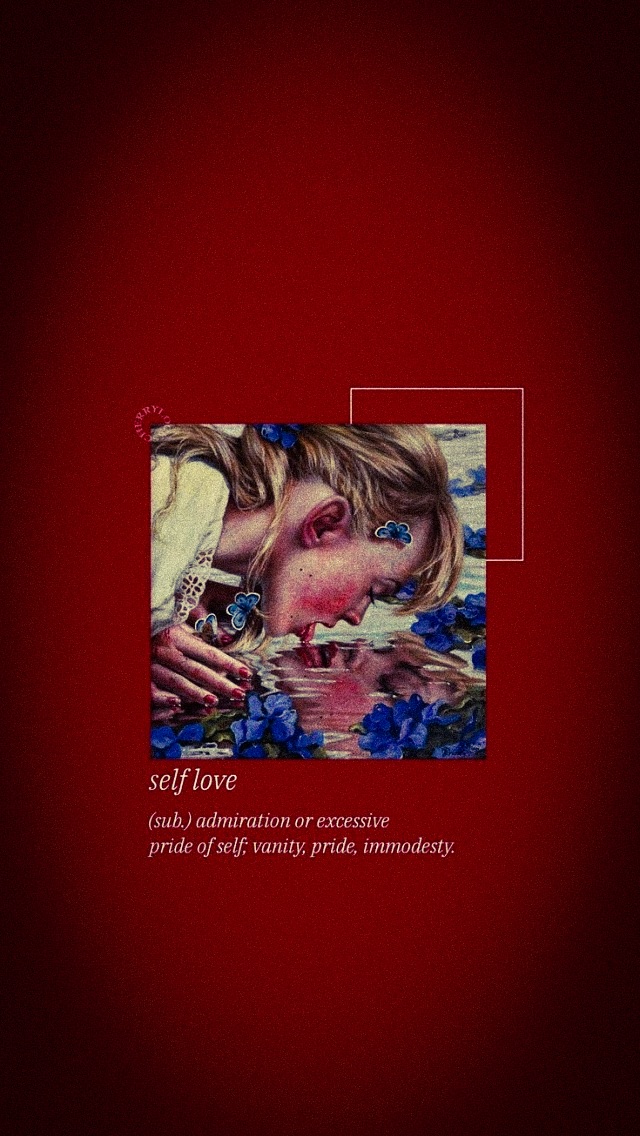 self love
(sub.) admiration or excessive
pride of self; vanity, pride, immodesty.